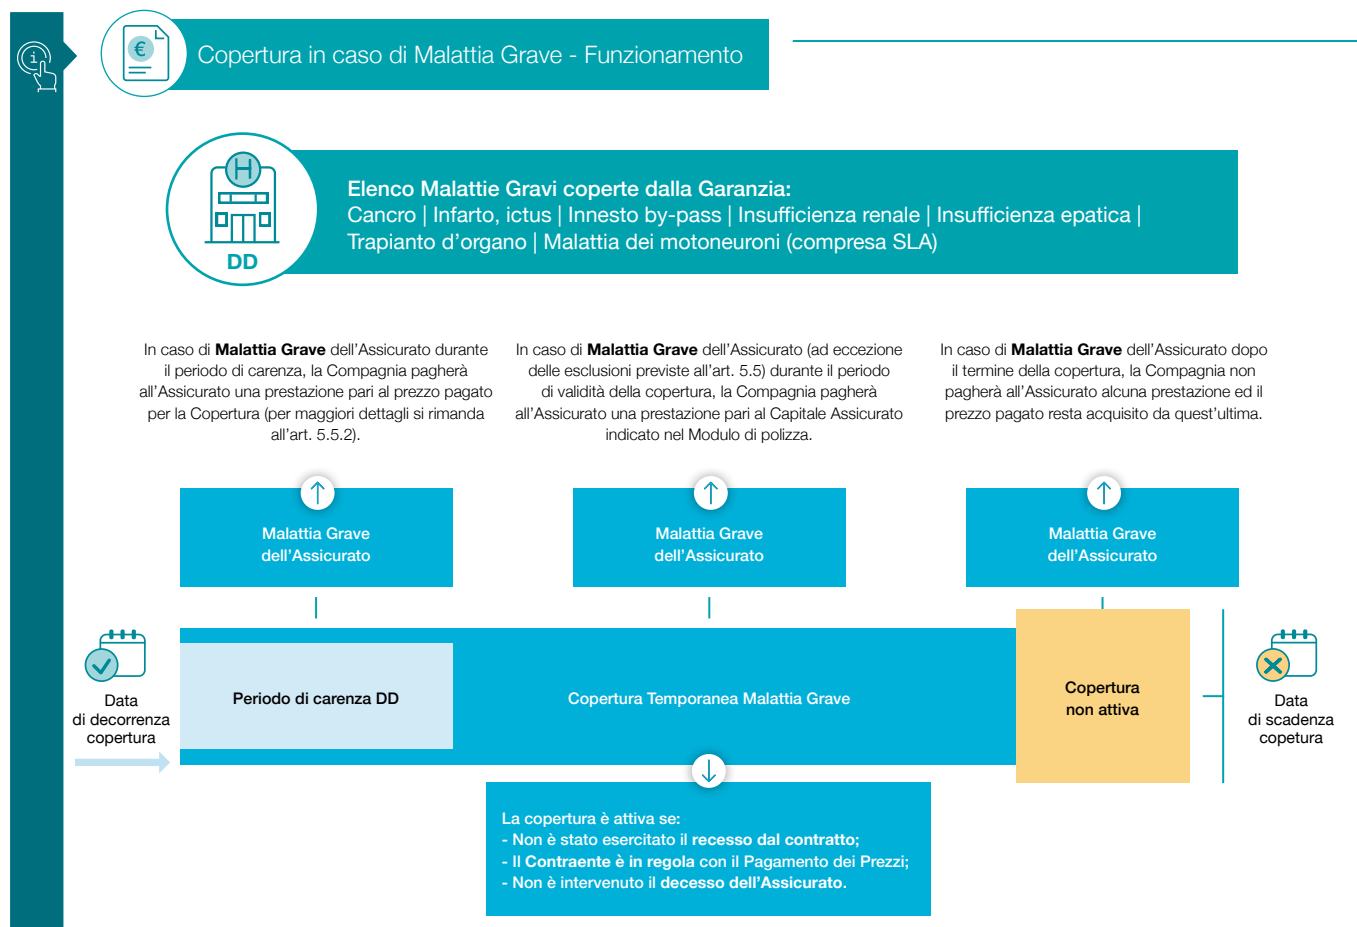 Copertura in caso di Malattia Grave - Funzionamento
Elenco Malattie Gravi coperte dalla Garanzia:
Cancro | Infarto, ictus | Innesto by-pass | Insufficienza renale | Insufficienza epatica |
Trapianto d'organo | Malattia dei motoneuroni (compresa SLA)
H
DD
€
i
In caso di Malattia Grave dell'Assicurato durante
il periodo di carenza, la Compagnia pagherà
all'Assicurato una prestazione pari al prezzo pagato
per la Copertura (per maggiori dettagli si rimanda
all'art. 5.5.2).
In caso di Malattia Grave dell'Assicurato (ad eccezione
delle esclusioni previste all'art. 5.5) durante il periodo
di validità della copertura, la Compagnia pagherà
all'Assicurato una prestazione pari al Capitale Assicurato
indicato nel Modulo di polizza.
In caso di Malattia Grave dell'Assicurato dopo
il termine della copertura, la Compagnia non
pagherà all'Assicurato alcuna prestazione ed il
prezzo pagato resta acquisito da quest'ultima.
Malattia Grave
dell'Assicurato
Malattia Grave
dell'Assicurato
Malattia Grave
dell'Assicurato
Data
di decorrenza
copertura
Periodo di carenza DD
Copertura Temporanea Malattia Grave
Copertura
non attiva
Data
di scadenza
copetura
La copertura è attiva se:
- Non è stato esercitato il recesso dal contratto;
- Il Contraente è in regola con il Pagamento dei Prezzi;
- Non è intervenuto il decesso dell'Assicurato.